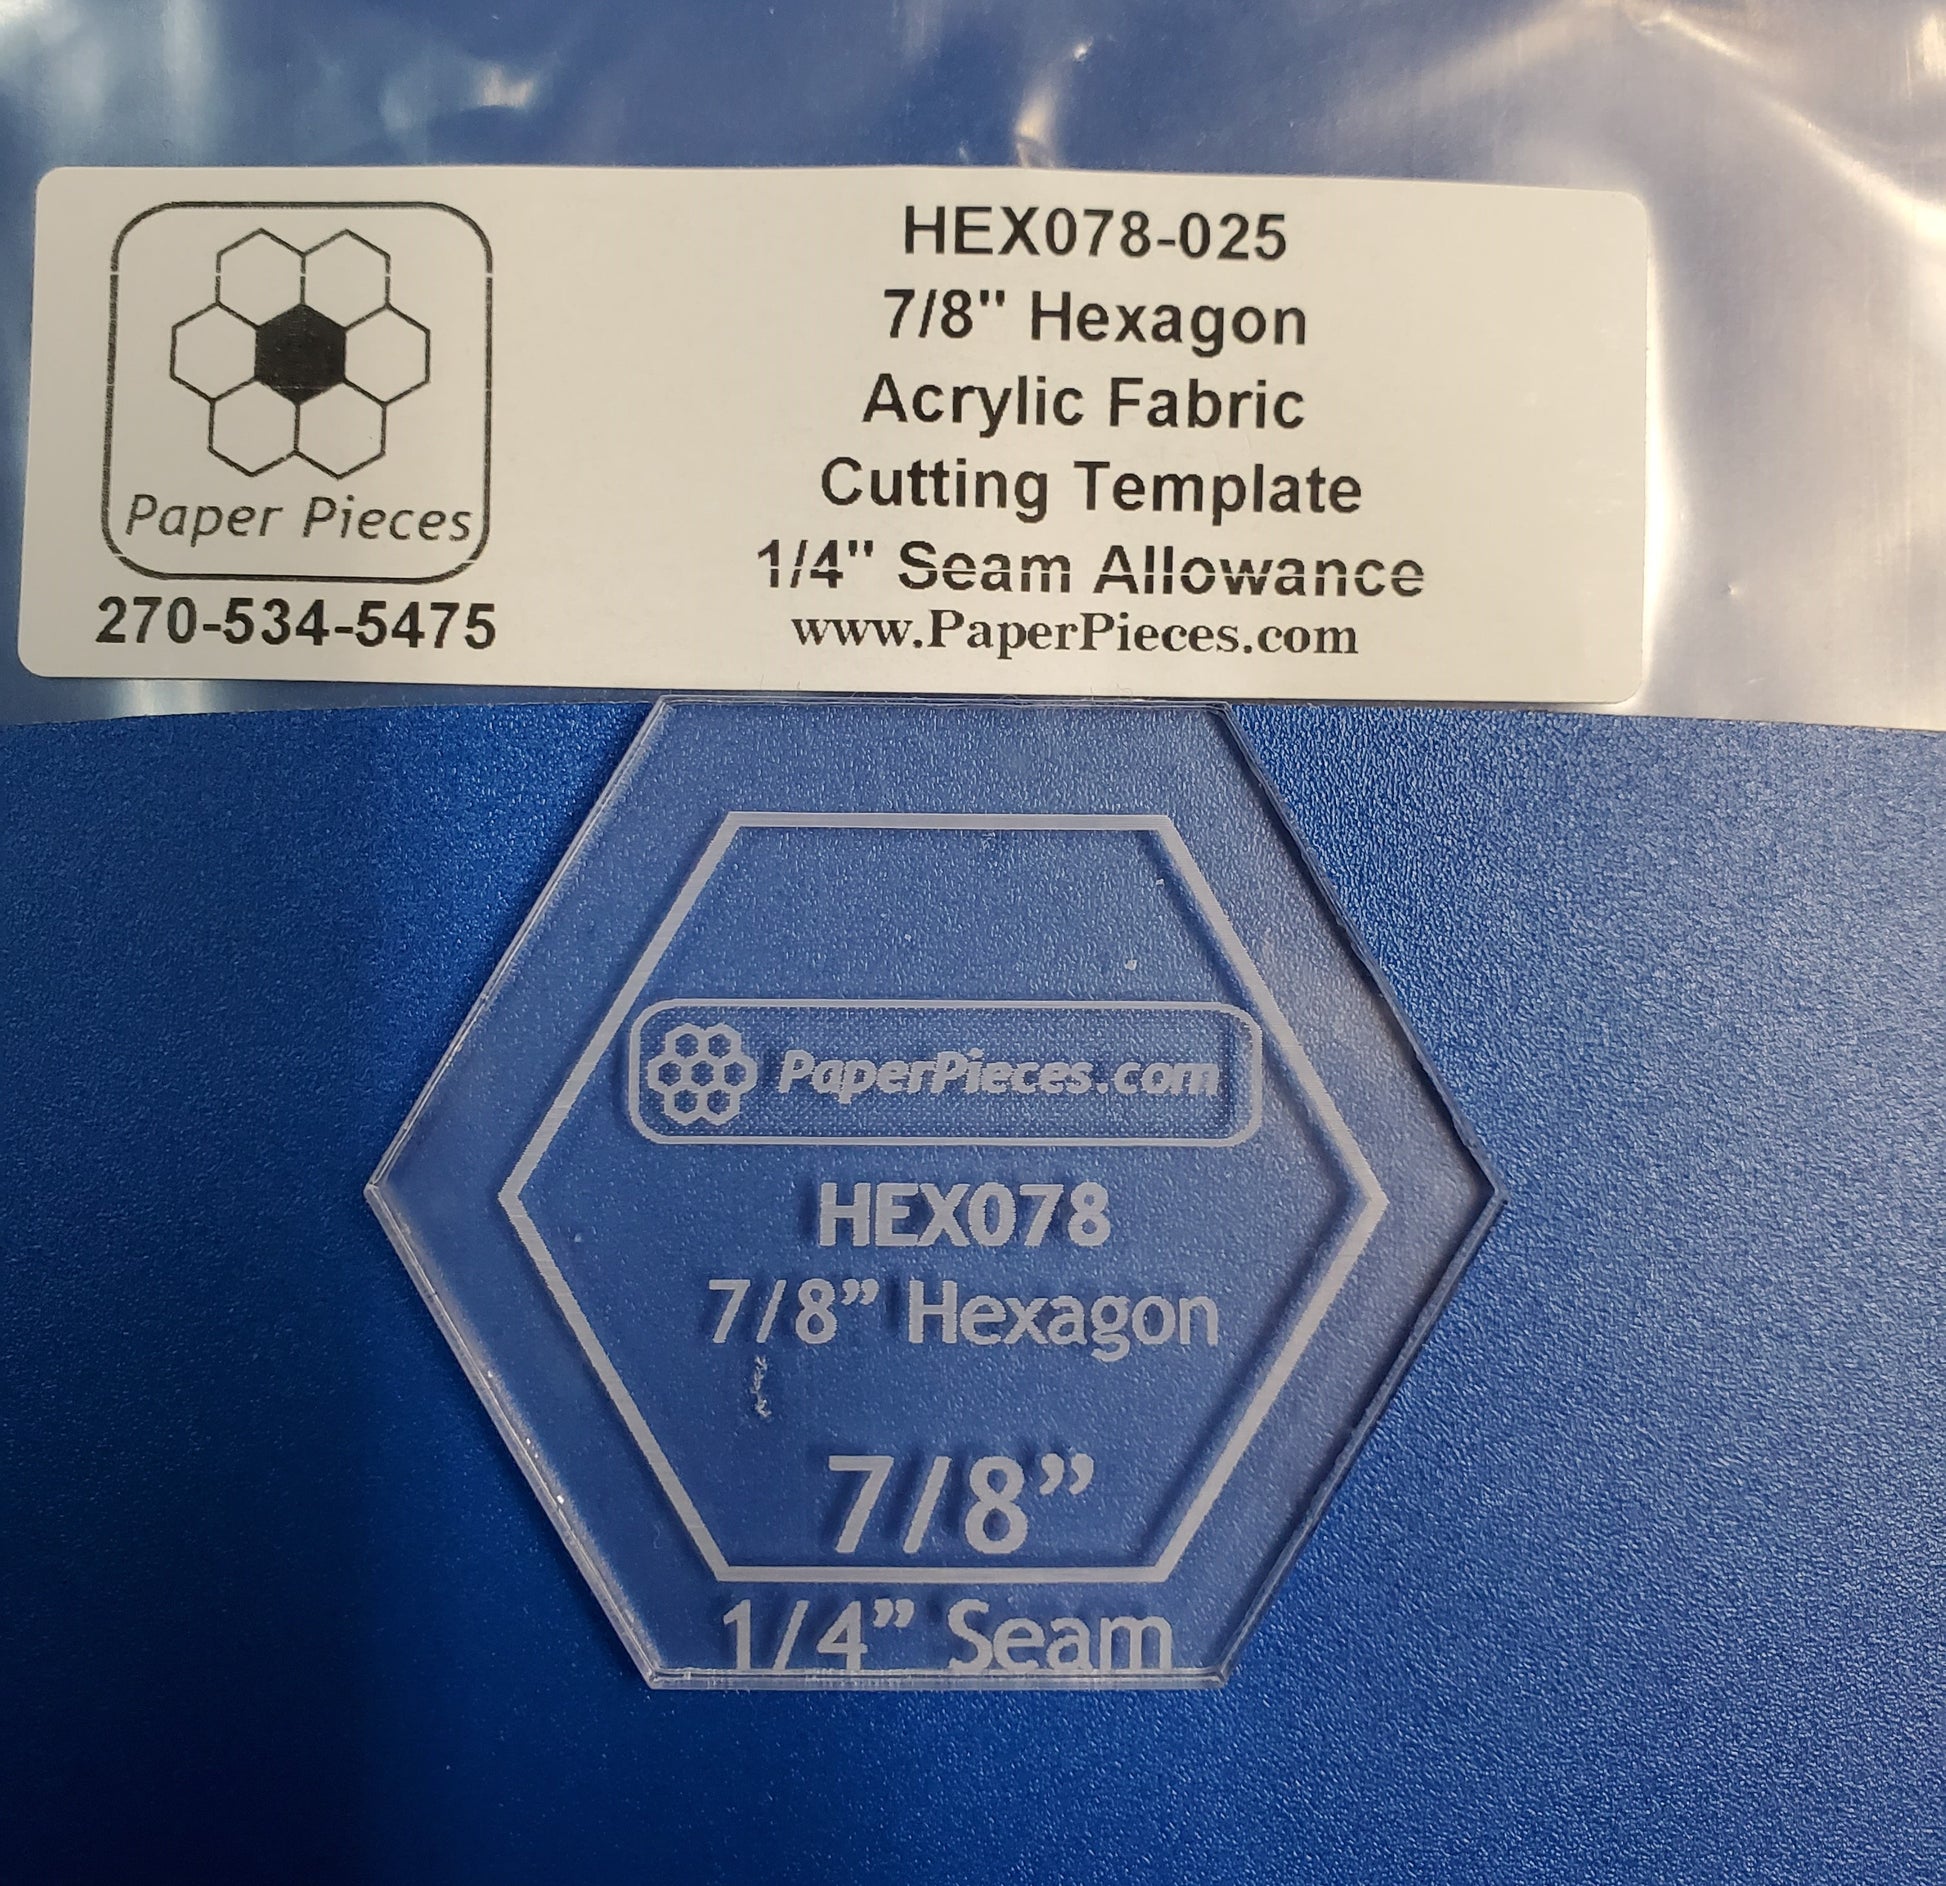 Paper Pieces
270-534-5475
HEX078-025
7/8" Hexagon
Acrylic Fabric
Cutting Template
1/4" Seam Allowance
www.PaperPieces.com
PaperPieces.com
HEX078
7/8” Hexagon
7/8”
1/4” Seam